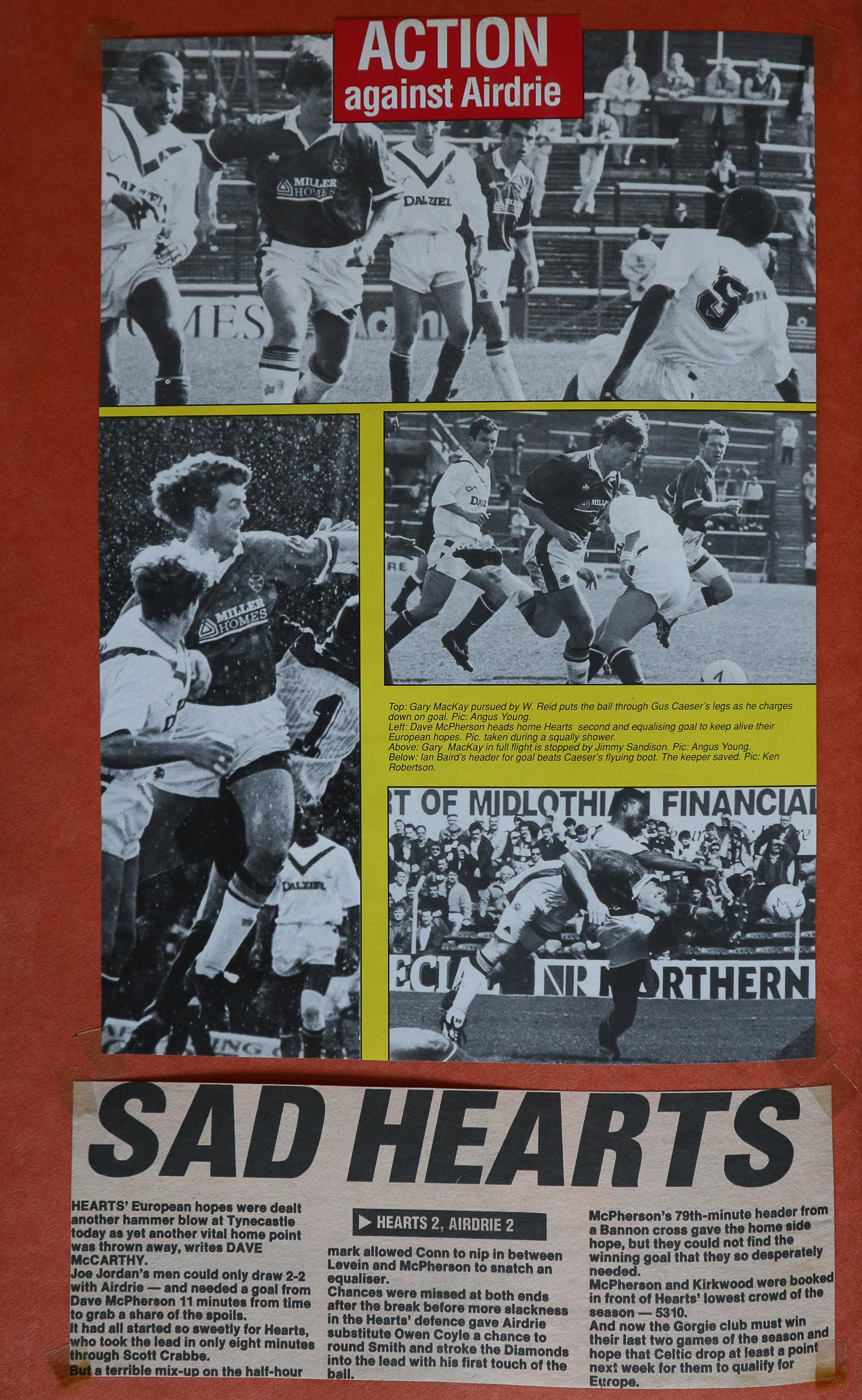 ACTION
against Airdrie
MILLER
HOMES
DALZIEL
MILLER
HOMES
DALZIEL
Top: Gary MacKay pursued by W. Reid puts the ball through Gus Caeser's legs as he charges
down on goal. Pic: Angus Young.
Left: Dave McPherson heads home Hearts second and equalising goal to keep alive their
European hopes. Pic. taken during a squally shower.
Above: Gary MacKay in full flight is stopped by Jimmy Sandison. Pic: Angus Young.
Below: Ian Baird's header for goal beats Caeser's flyuing boot. The keeper saved. Pic: Ken
Robertson.
RT OF MIDLOTHIAN FINANCIAL
NORTHERN
SAD HEARTS
HEARTS' European hopes were dealt
another hammer blow at Tynecastle
today as yet another vital home point
was thrown away, writes DAVE
McCARTHY.
Joe Jordan's men could only draw 2-2
with Airdrie — and needed a goal from
Dave McPherson 11 minutes from time
to grab a share of the spoils.
It had all started so sweetly for Hearts,
who took the lead in only eight minutes
through Scott Crabbe.
But a terrible mix-up on the half-hour
HEARTS 2, AIRDRIE 2
mark allowed Conn to nip in between
Levein and McPherson to snatch an
equaliser.
Chances were missed at both ends
after the break before more slackness
in the Hearts' defence gave Airdrie
substitute Owen Coyle a chance to
round Smith and stroke the Diamonds
into the lead with his first touch of the
ball.
McPherson's 79th-minute header from
a Bannon cross gave the home side
hope, but they could not find the
winning goal that they so desperately
needed.
McPherson and Kirkwood were booked
in front of Hearts' lowest crowd of the
season — 5310.
And now the Gorgie club must win
their last two games of the season and
hope that Celtic drop at least a point
next week for them to qualify for
Europe.